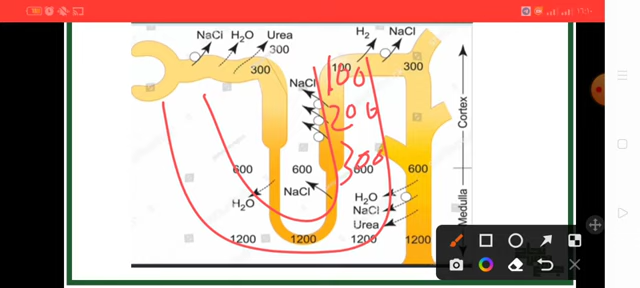 NaCl H₂O Urea
300
H₂ NaCl
300
100
300
NaCl
100
200
300
Cortex
600 600 600
H₂O
NaCl
H₂O
NaCl
Urea
Medulla
1200 1200 1200 1200